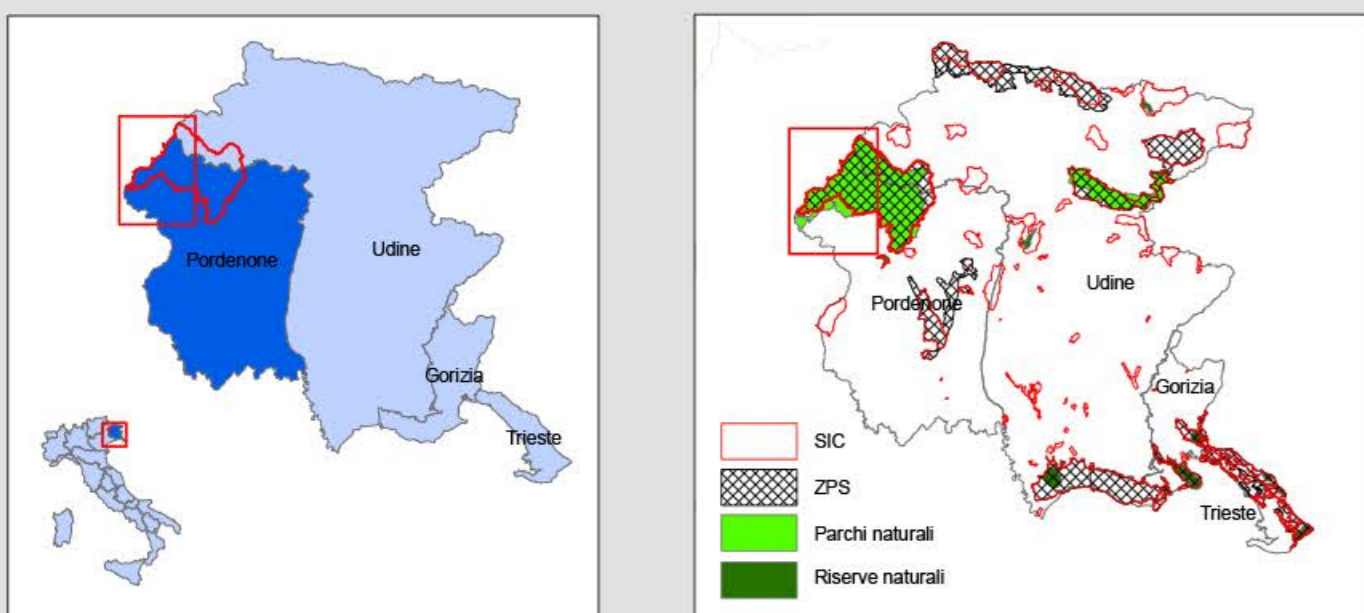 Udine
Pordenone
Gorizia
Trieste
Udine
Pordenone
Gorizia
SIC
ZPS
Trieste
Parchi naturali
Riserve naturali